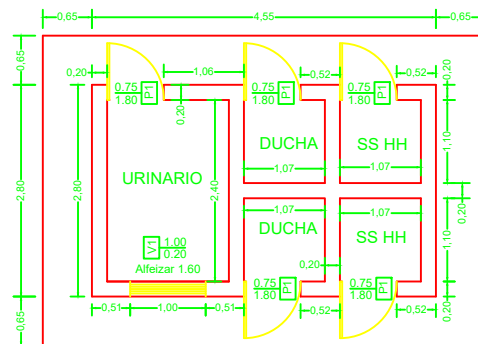 0,65 4,55 0,65
0,65
0,20 1,06 0,52 0,52 0,20
0.75 P1 0.75 P1 0.75 P1
1.80 1.80 1.80
0,20
DUCHA SS HH 1,10
1,07 1,07
URINARIO
2,80 2,80 2,40 0,20
1,07 1,07
DUCHA SS HH 1,10
V1 1.00
0.20
Alfeizar 1.60 0,20
0.75 P1 0.75 P1
1.80 1.80
0,51 1,00 0,51 0,52 0,52 0,20
0,65